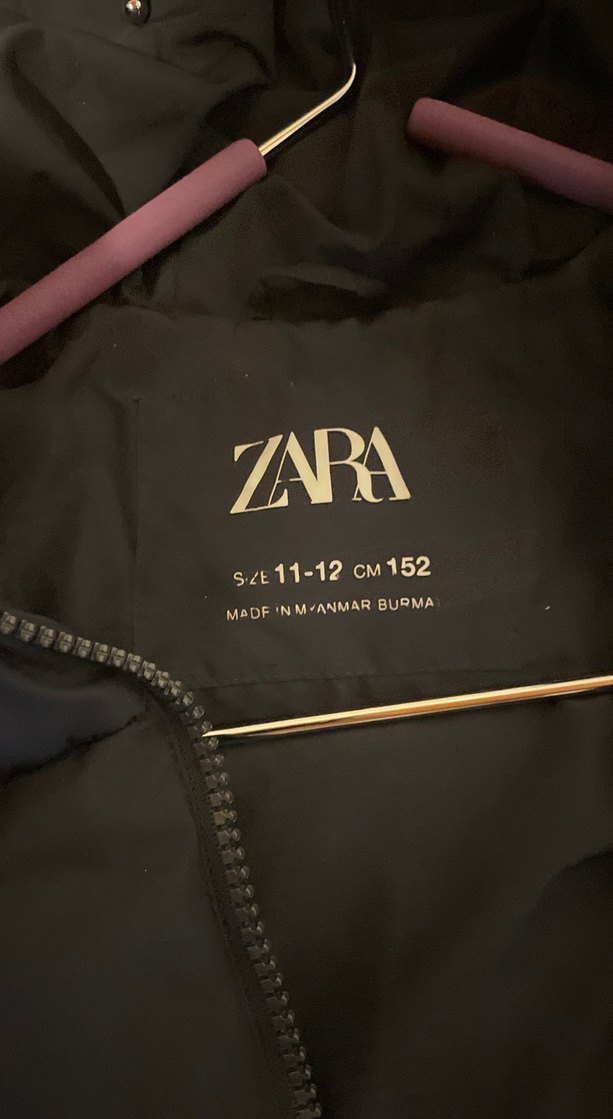 ZARA
SIZE 11-12 CM 152
MADE IN MYANMAR BURMA